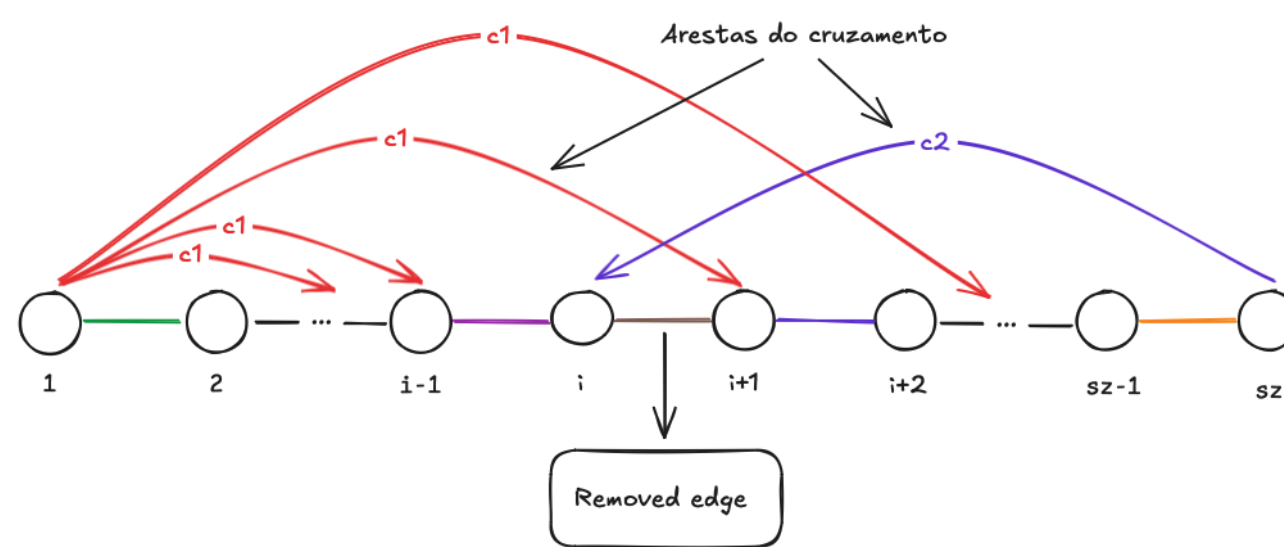 c1
Arestas do cruzamento
c1
c2
c1
c1
... ...
1 2 i-1 i i+1 i+2 sz-1 sz
Removed edge